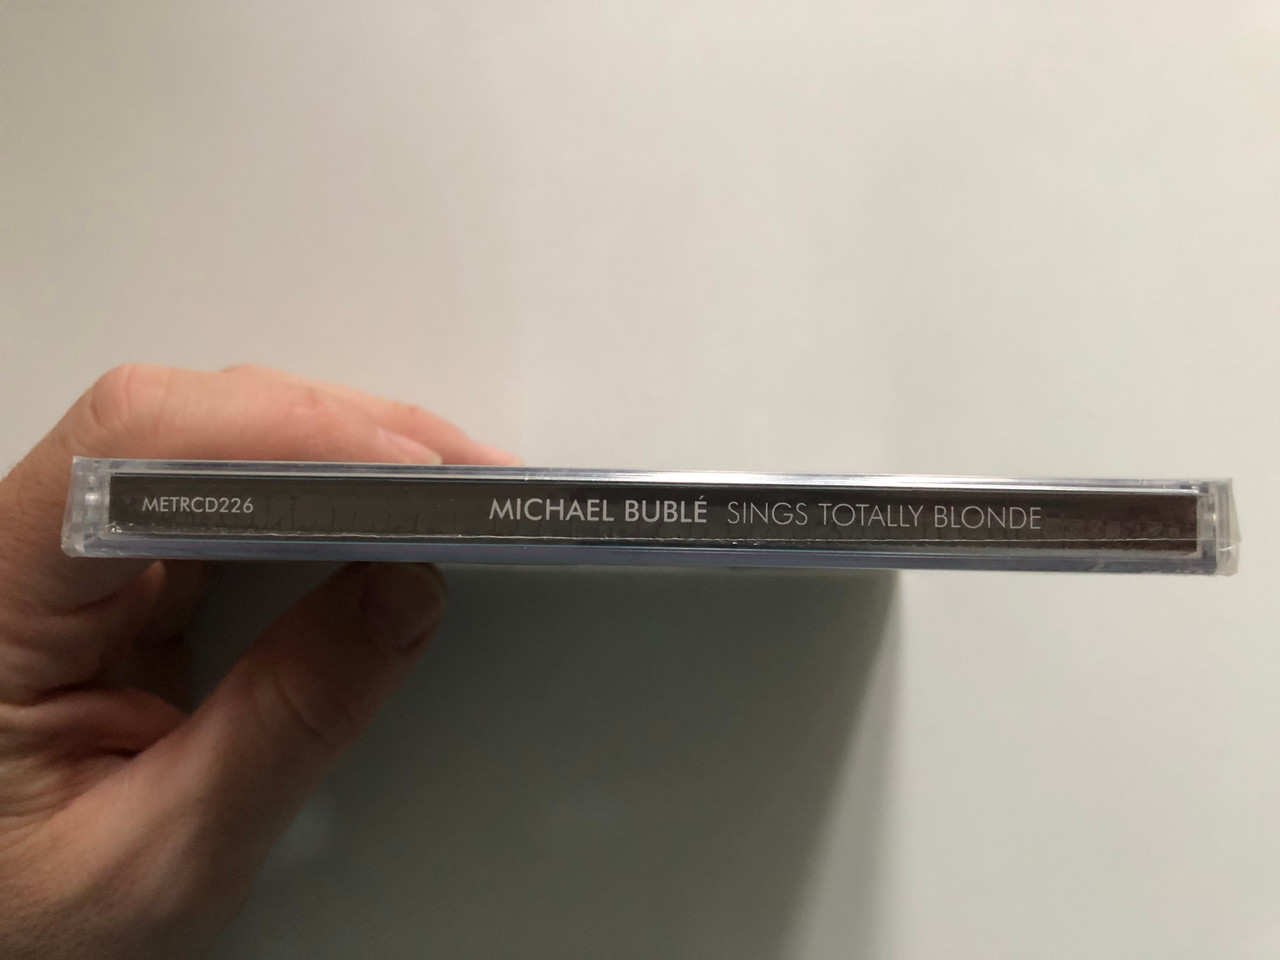 METRCD226 MICHAEL BUBLÉ SINGS TOTALLY BLONDE